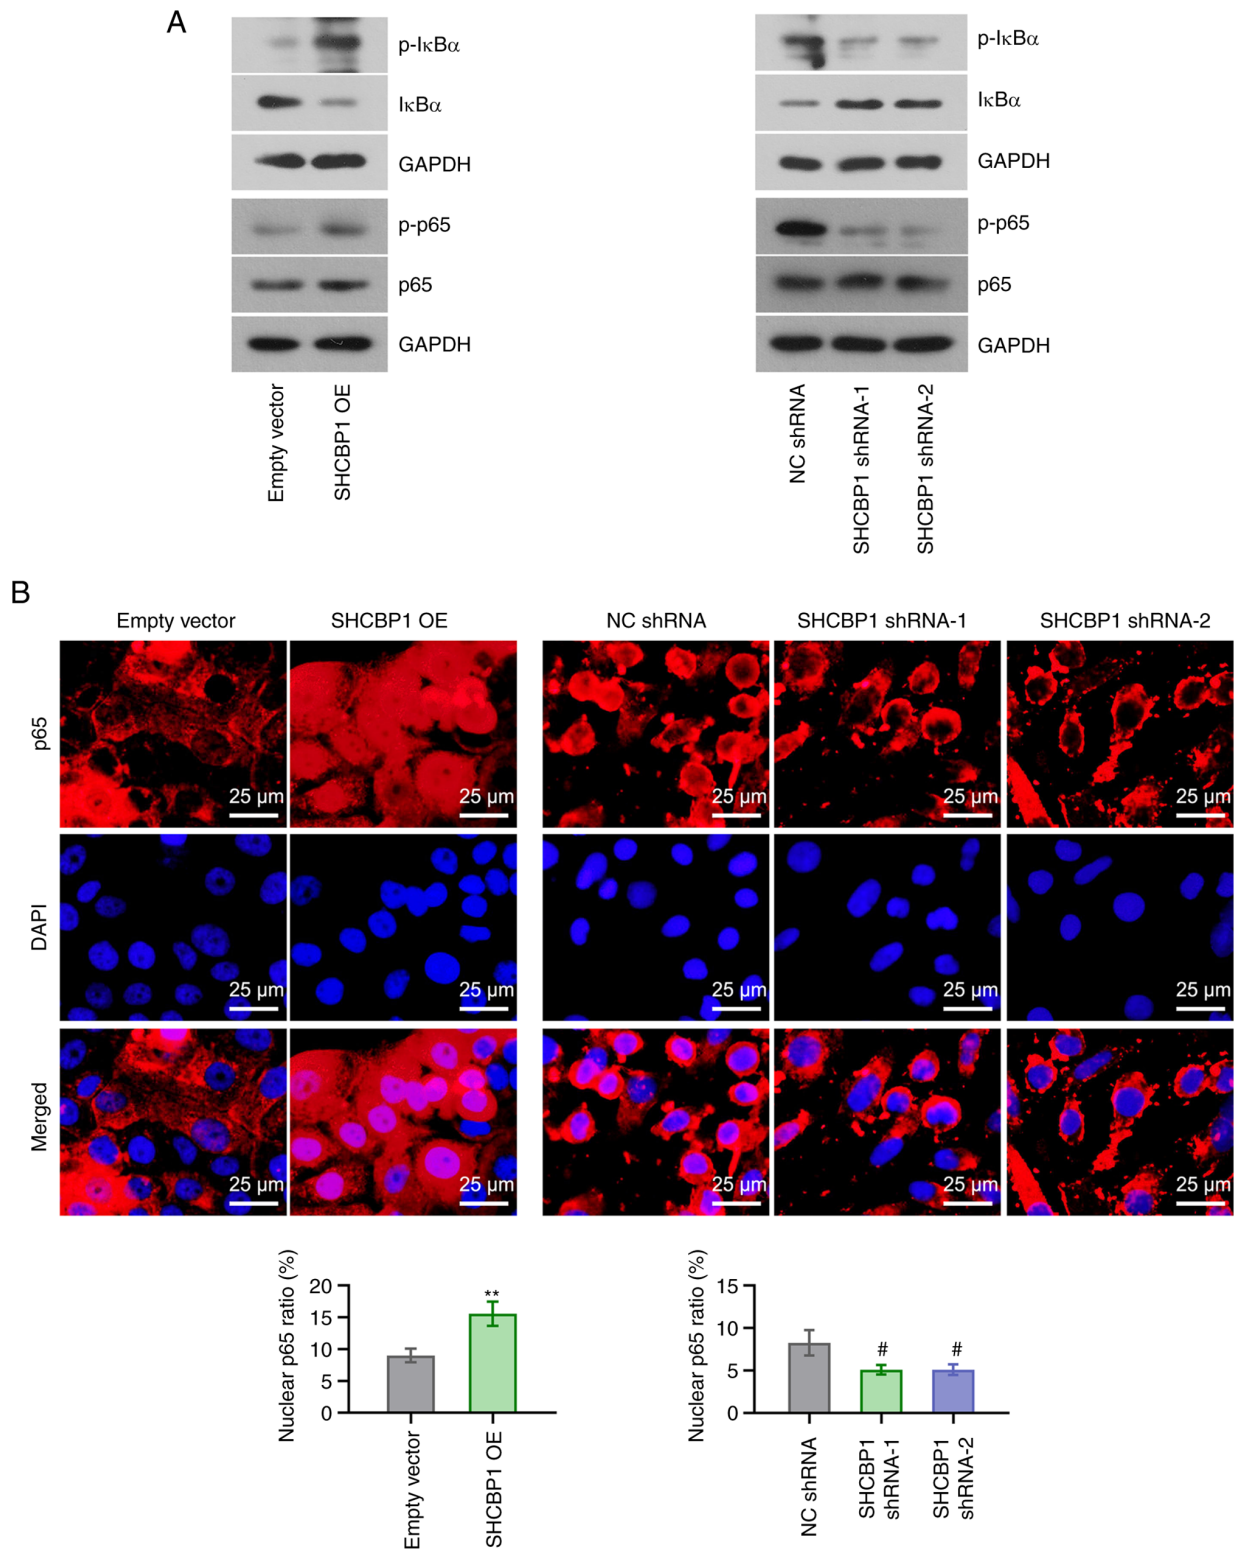 A
p-IκBα
IκBα
GAPDH
p-p65
p65
GAPDH
Empty vector
SHCBP1 OE
p-IκBα
IκBα
GAPDH
p-p65
p65
GAPDH
NC shRNA
SHCBP1 shRNA-1
SHCBP1 shRNA-2
B
Empty vector
SHCBP1 OE
NC shRNA
SHCBP1 shRNA-1
SHCBP1 shRNA-2
p65
25 µm
25 µm
25 µm
25 µm
25 µm
DAPI
25 µm
25 µm
25 µm
25 µm
25 µm
Merged
25 µm
25 µm
25 µm
25 µm
25 µm
Nuclear p65 ratio (%)
20
15
10
5
0
**
Empty vector
SHCBP1 OE
Nuclear p65 ratio (%)
15
10
5
0
#
#
NC shRNA
SHCBP1
shRNA-1
SHCBP1
shRNA-2